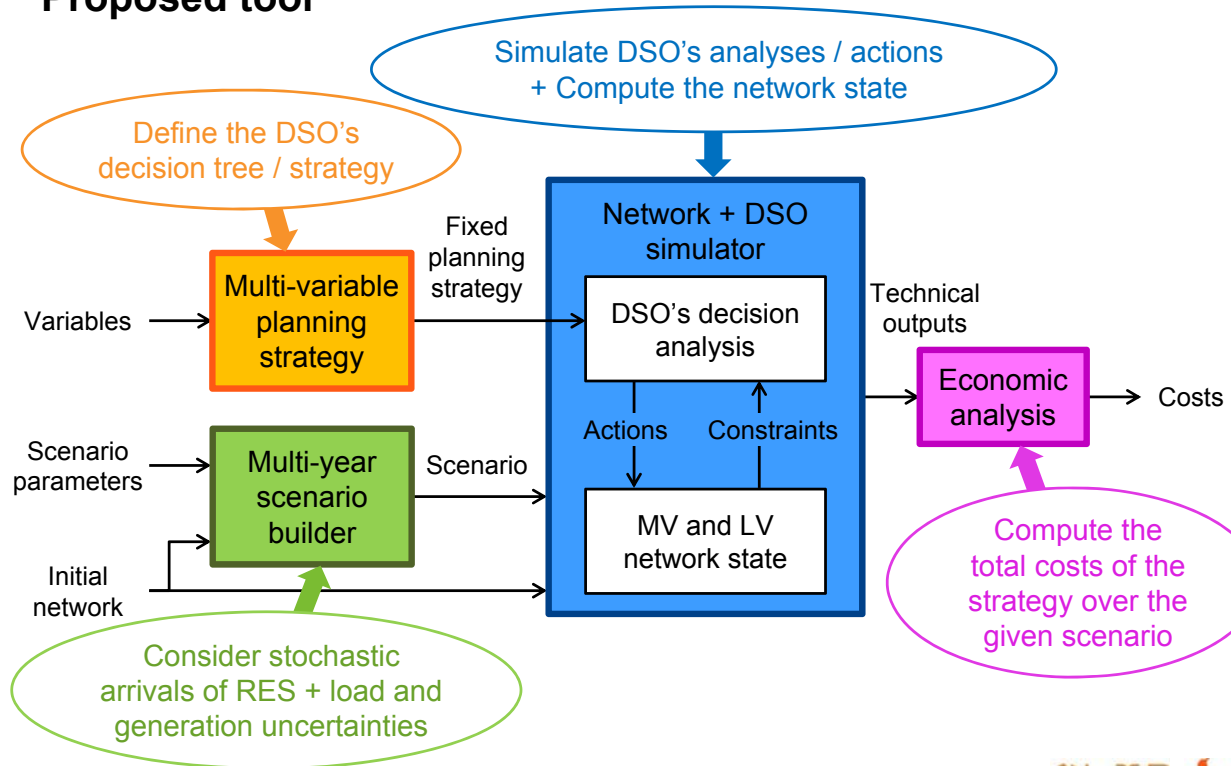 Proposed tool
Simulate DSO's analyses / actions
+ Compute the network state
Define the DSO's
decision tree / strategy
Variables
Multi-variable
planning
strategy
Fixed
planning
strategy
Network + DSO
simulator
DSO's decision
analysis
Actions
Constraints
MV and LV
network state
Technical
outputs
Economic
analysis
Costs
Scenario
parameters
Multi-year
scenario
builder
Scenario
Initial
network
Compute the
total costs of the
strategy over the
given scenario
Consider stochastic
arrivals of RES + load and
generation uncertainties